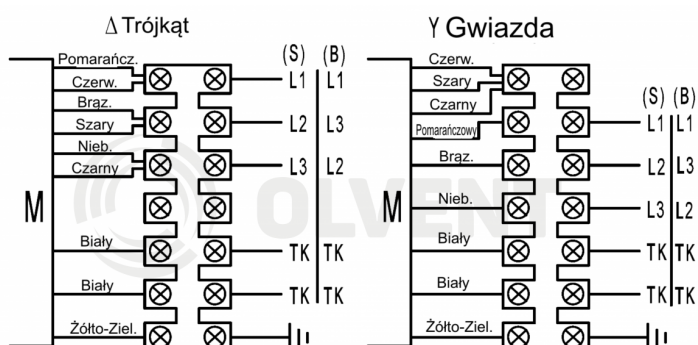 Δ Trójkąt
Pomarańcz.
Czerw.
Brąz.
Szary
Nieb.
Czarny
M
Biały
Biały
Żółto-Ziel.
(S) (B)
L1 L1
L2 L3
L3 L2
TK TK
TK TK
Y Gwiazda
Czerw.
Szary
Czarny
Pomarańczowy
Brąz.
Nieb.
M
Biały
Biały
Żółto-Ziel.
(S) (B)
L1 L1
L2 L3
L3 L2
TK TK
TK TK
OLVENT